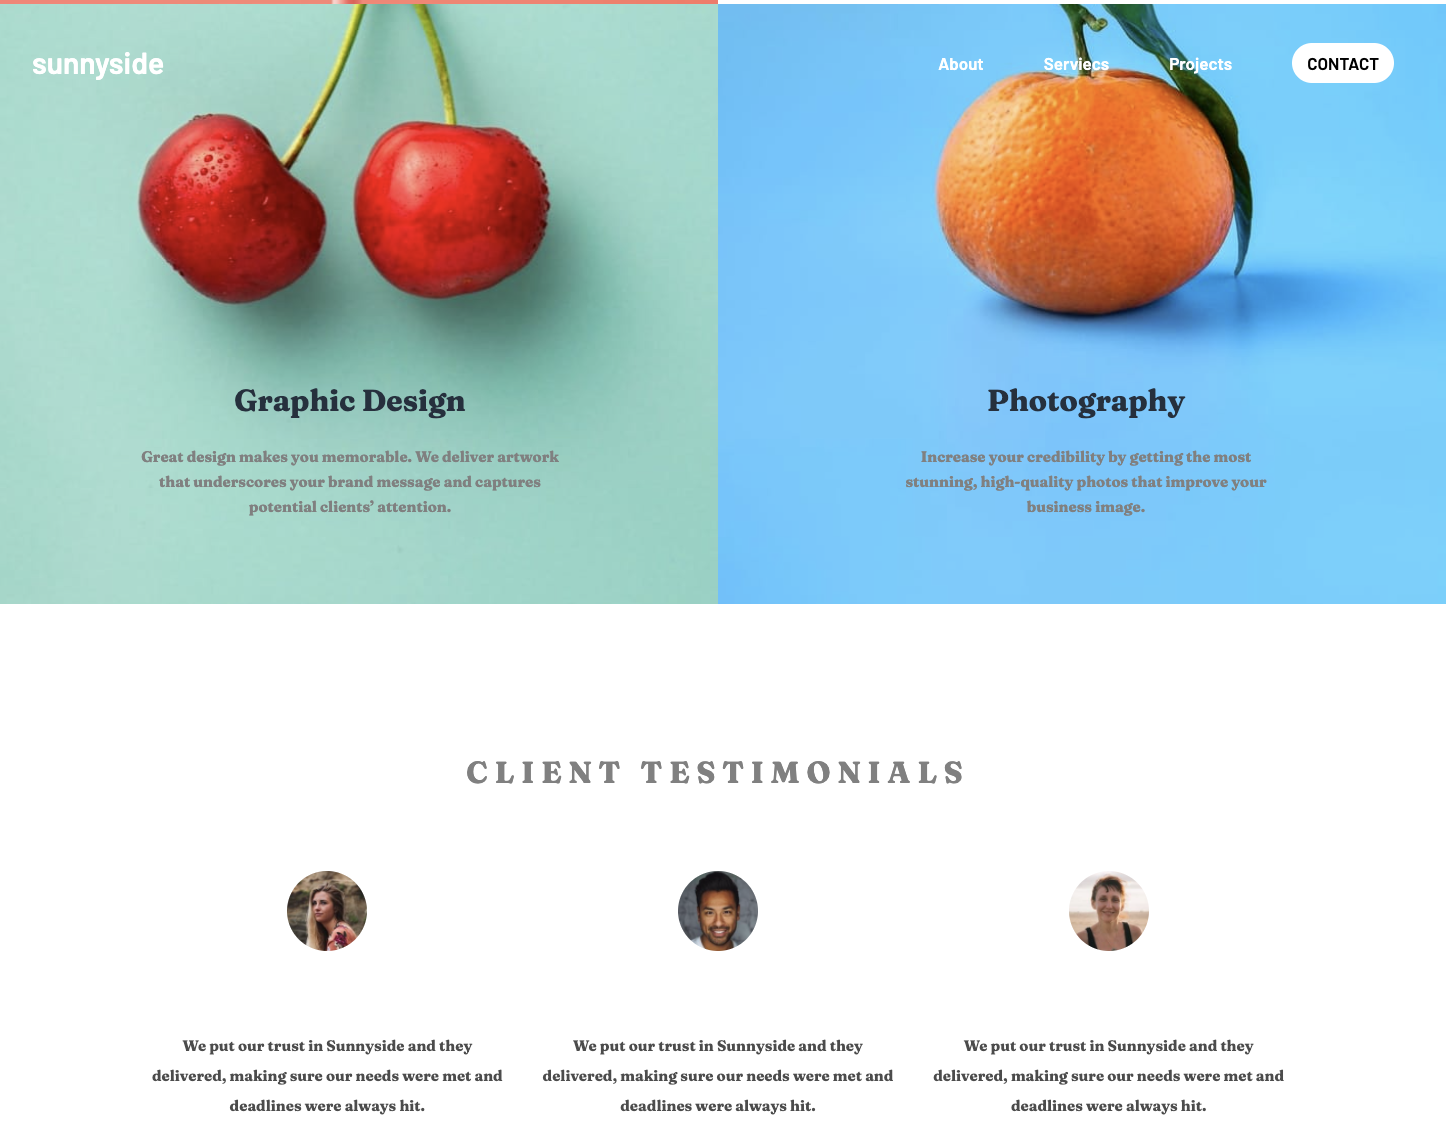 sunnyside
About Serviecs Projects CONTACT
Graphic Design
Great design makes you memorable. We deliver artwork
that underscores your brand message and captures
potential clients’ attention.
Photography
Increase your credibility by getting the most
stunning, high-quality photos that improve your
business image.
CLIENT TESTIMONIALS
We put our trust in Sunnyside and they
delivered, making sure our needs were met and
deadlines were always hit.
We put our trust in Sunnyside and they
delivered, making sure our needs were met and
deadlines were always hit.
We put our trust in Sunnyside and they
delivered, making sure our needs were met and
deadlines were always hit.